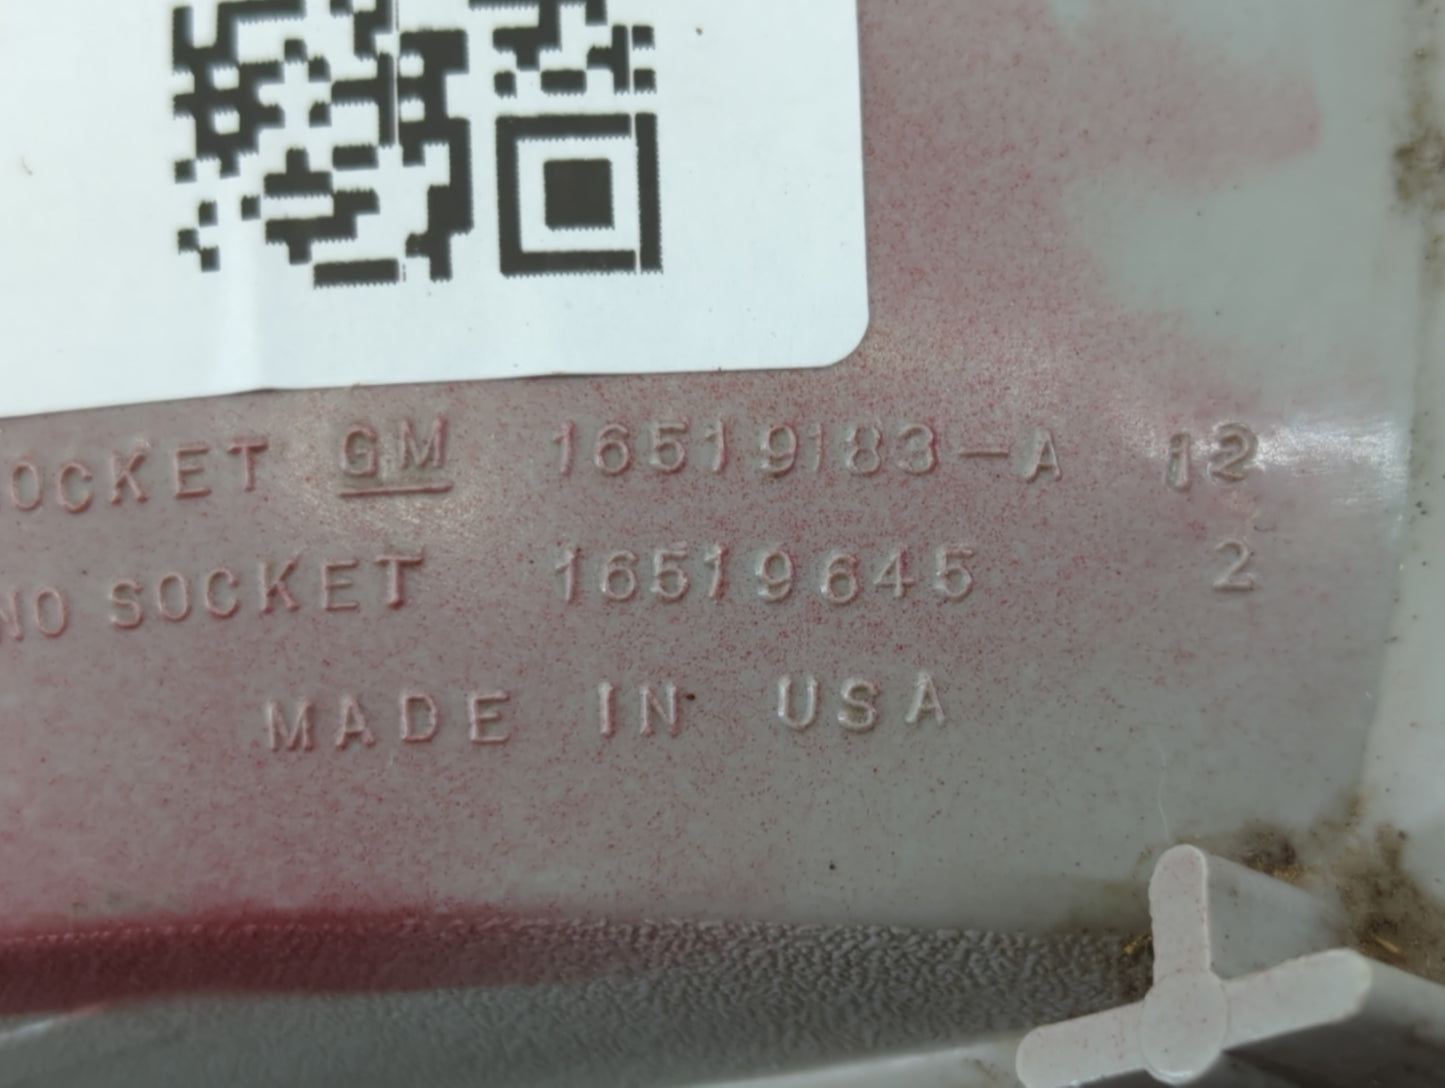 OCKET GM 16519183-A 12
NO SOCKET 16519645 2
MADE IN USA